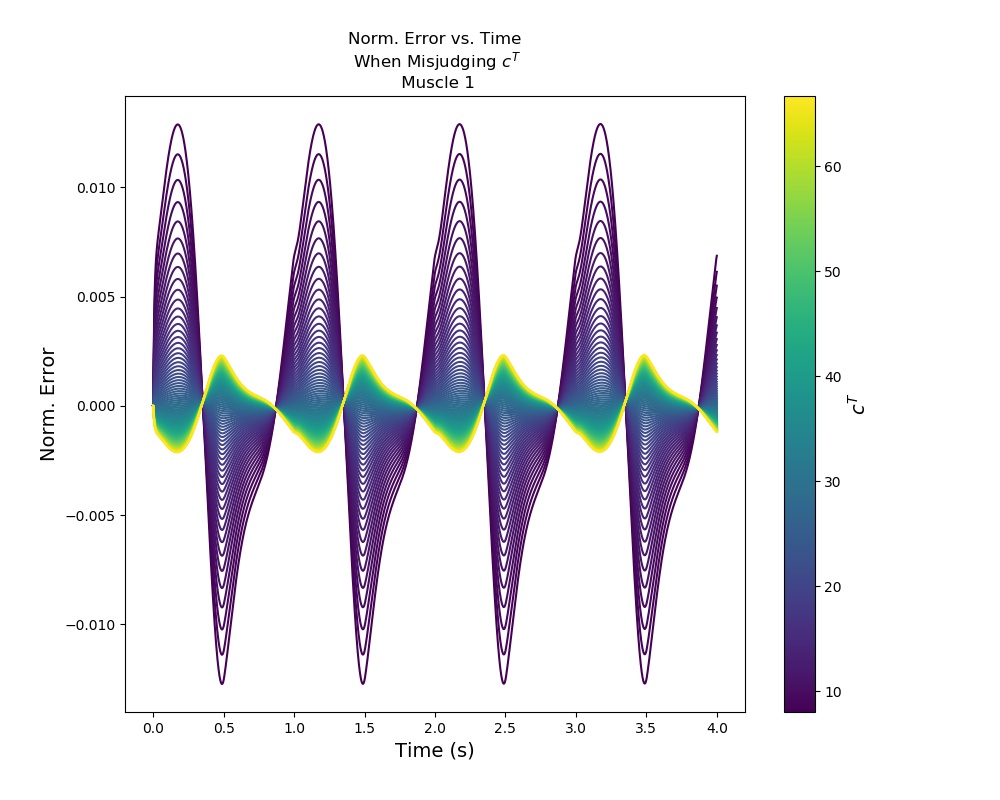 Norm. Error vs. Time
When Misjudging c^T
Muscle 1
Norm. Error
0.010
0.005
0.000
−0.005
−0.010
0.0 0.5 1.0 1.5 2.0 2.5 3.0 3.5 4.0
Time (s)
60
50
40
30
20
10
c^T